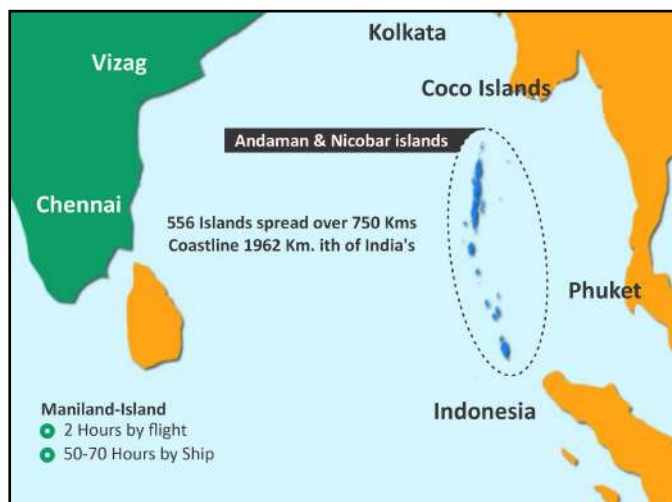 Kolkata
Vizag
Coco Islands
Andaman & Nicobar islands
Chennai
556 Islands spread over 750 Kms
Coastline 1962 Km. ith of India's
Phuket
Maniland-Island
2 Hours by flight
50-70 Hours by Ship
Indonesia